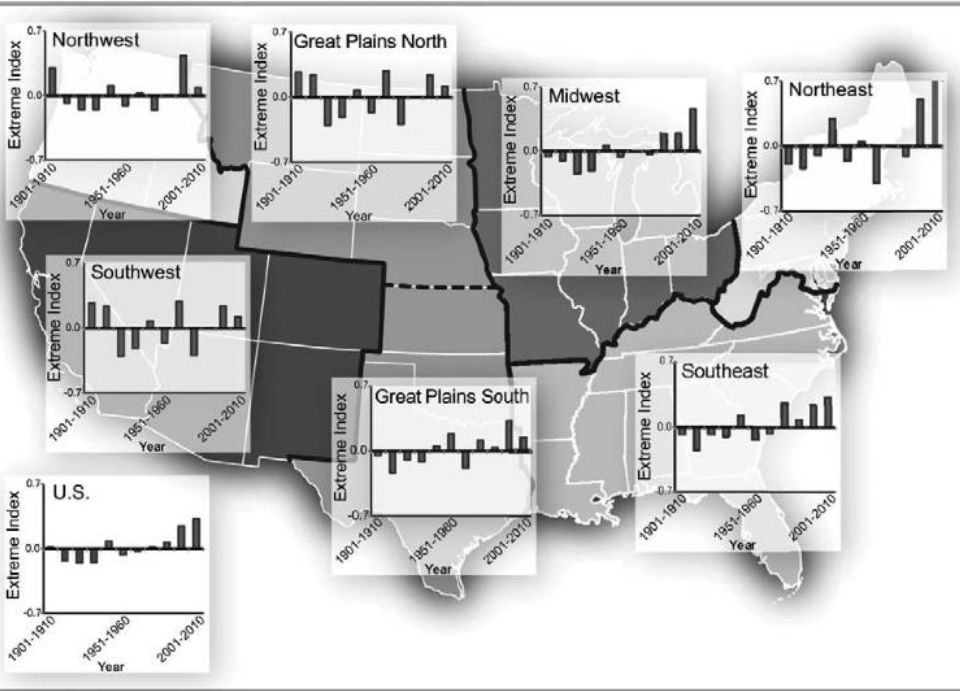 Northwest
0.7
0.0
-0.7
Extreme Index
1901-1910
1951-1960
2001-2010
Year
Great Plains North
0.7
0.0
-0.7
Extreme Index
1901-1910
1951-1960
2001-2010
Year
Midwest
0.7
0.0
-0.7
Extreme Index
1901-1910
1951-1960
2001-2010
Year
Northeast
0.7
0.0
-0.7
Extreme Index
1901-1910
1951-1960
2001-2010
Year
Southwest
0.7
0.0
-0.7
Extreme Index
1901-1910
1951-1960
2001-2010
Year
Great Plains South
0.7
0.0
-0.7
Extreme Index
1901-1910
1951-1960
2001-2010
Year
Southeast
0.7
0.0
-0.7
Extreme Index
1901-1910
1951-1960
2001-2010
Year
U.S.
0.7
0.0
-0.7
Extreme Index
1901-1910
1951-1960
2001-2010
Year